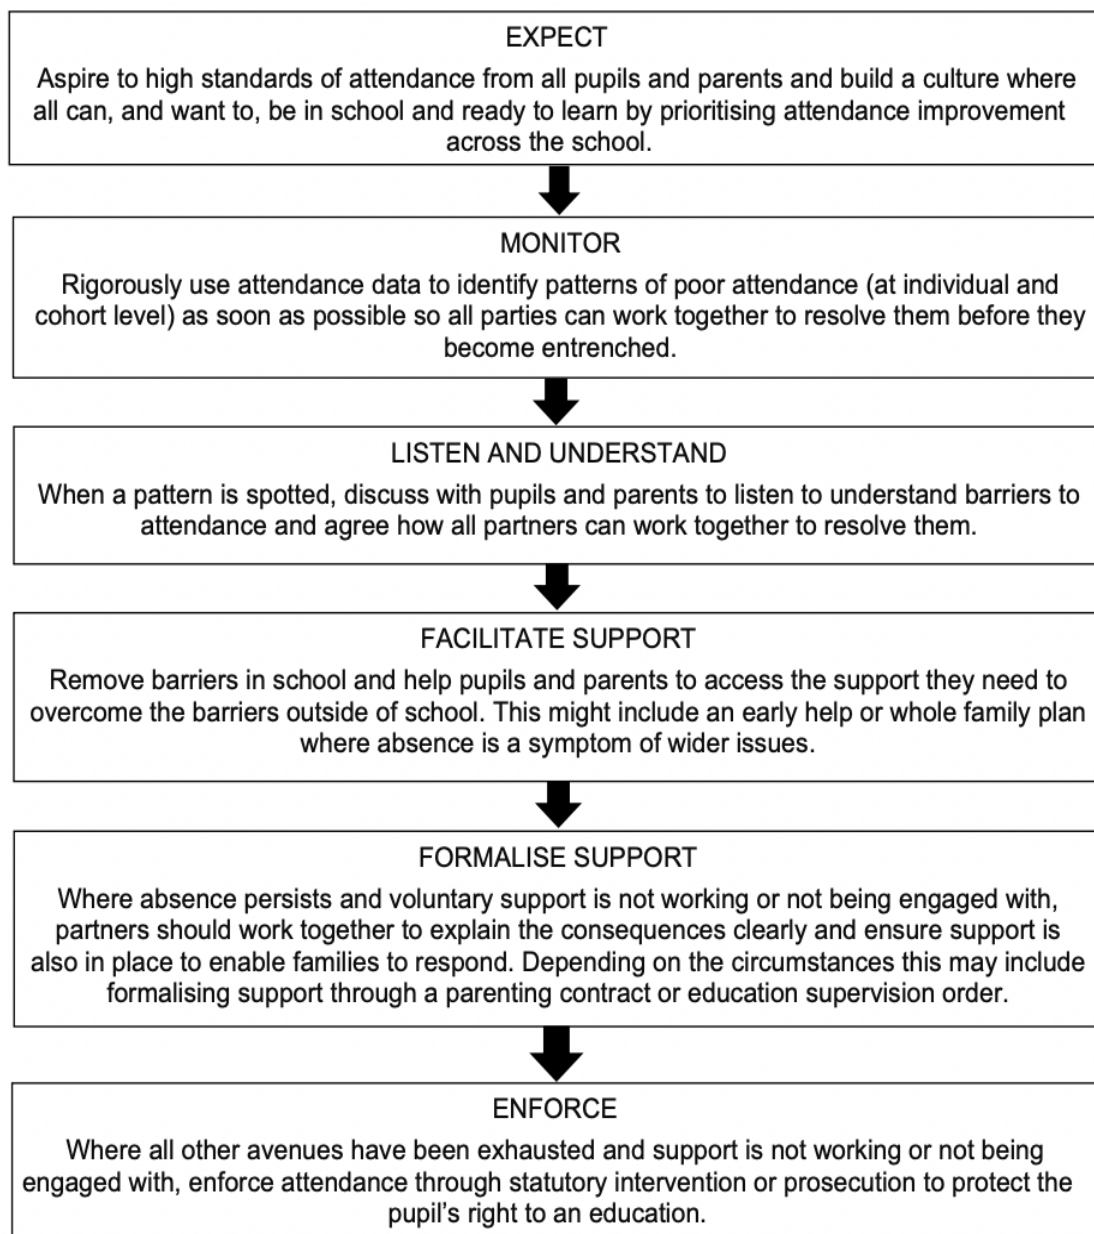 EXPECT
Aspire to high standards of attendance from all pupils and parents and build a culture where
all can, and want to, be in school and ready to learn by prioritising attendance improvement
across the school.
MONITOR
Rigorously use attendance data to identify patterns of poor attendance (at individual and
cohort level) as soon as possible so all parties can work together to resolve them before they
become entrenched.
LISTEN AND UNDERSTAND
When a pattern is spotted, discuss with pupils and parents to listen to understand barriers to
attendance and agree how all partners can work together to resolve them.
FACILITATE SUPPORT
Remove barriers in school and help pupils and parents to access the support they need to
overcome the barriers outside of school. This might include an early help or whole family plan
where absence is a symptom of wider issues.
FORMALISE SUPPORT
Where absence persists and voluntary support is not working or not being engaged with,
partners should work together to explain the consequences clearly and ensure support is
also in place to enable families to respond. Depending on the circumstances this may include
formalising support through a parenting contract or education supervision order.
ENFORCE
Where all other avenues have been exhausted and support is not working or not being
engaged with, enforce attendance through statutory intervention or prosecution to protect the
pupil's right to an education.